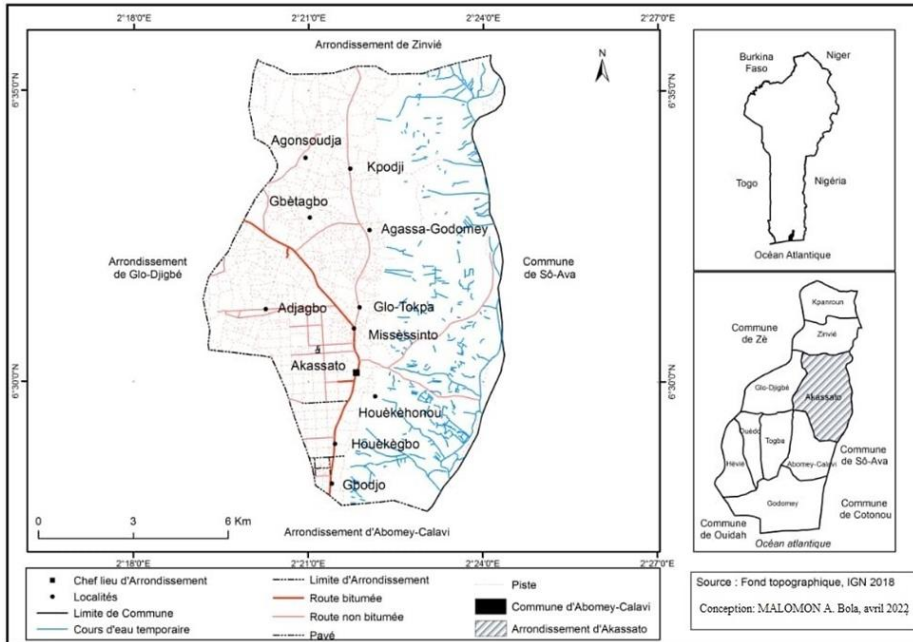 2°18'0"E
2°21'0"E
2°24'0"E
2°27'0"E
Arrondissement de Zinvié
N
6°35'0"N
6°35'0"N
Agonsoudja
Kpodji
Gbètagbo
Agassa-Godomey
Arrondissement
de Glo-Djigbé
Commune
de Sô-Ava
Adjagbo
Glo-Tokpa
Missèssinto
Akassato
6°30'0"N
6°30'0"N
Houèkèhonou
Houèkègbo
Gbodjo
0 3 6 Km
Arrondissement d'Abomey-Calavi
2°18'0"E
2°21'0"E
2°24'0"E
2°27'0"E
Burkina
Faso
Niger
Togo
Nigéria
Océan Atlantique
Kpanroun
Commune
de Zè
Zinvié
Glo-Djigbé
Akassato
Ouèdo
Togba
Hévié
Abomey-Calavi
Commune
de Sô-Ava
Godomey
Commune
de Cotonou
Commune
de Ouidah
Océan atlantique
Chef lieu d'Arrondissement
Localités
Limite de Commune
Cours d'eau temporaire
Limite d'Arrondissement
Route bitumée
Route non bitumée
Pavé
Piste
Commune d'Abomey-Calavi
Arrondissement d'Akassato
Source : Fond topographique, IGN 2018
Conception: MALOMON A. Bola, avril 2022